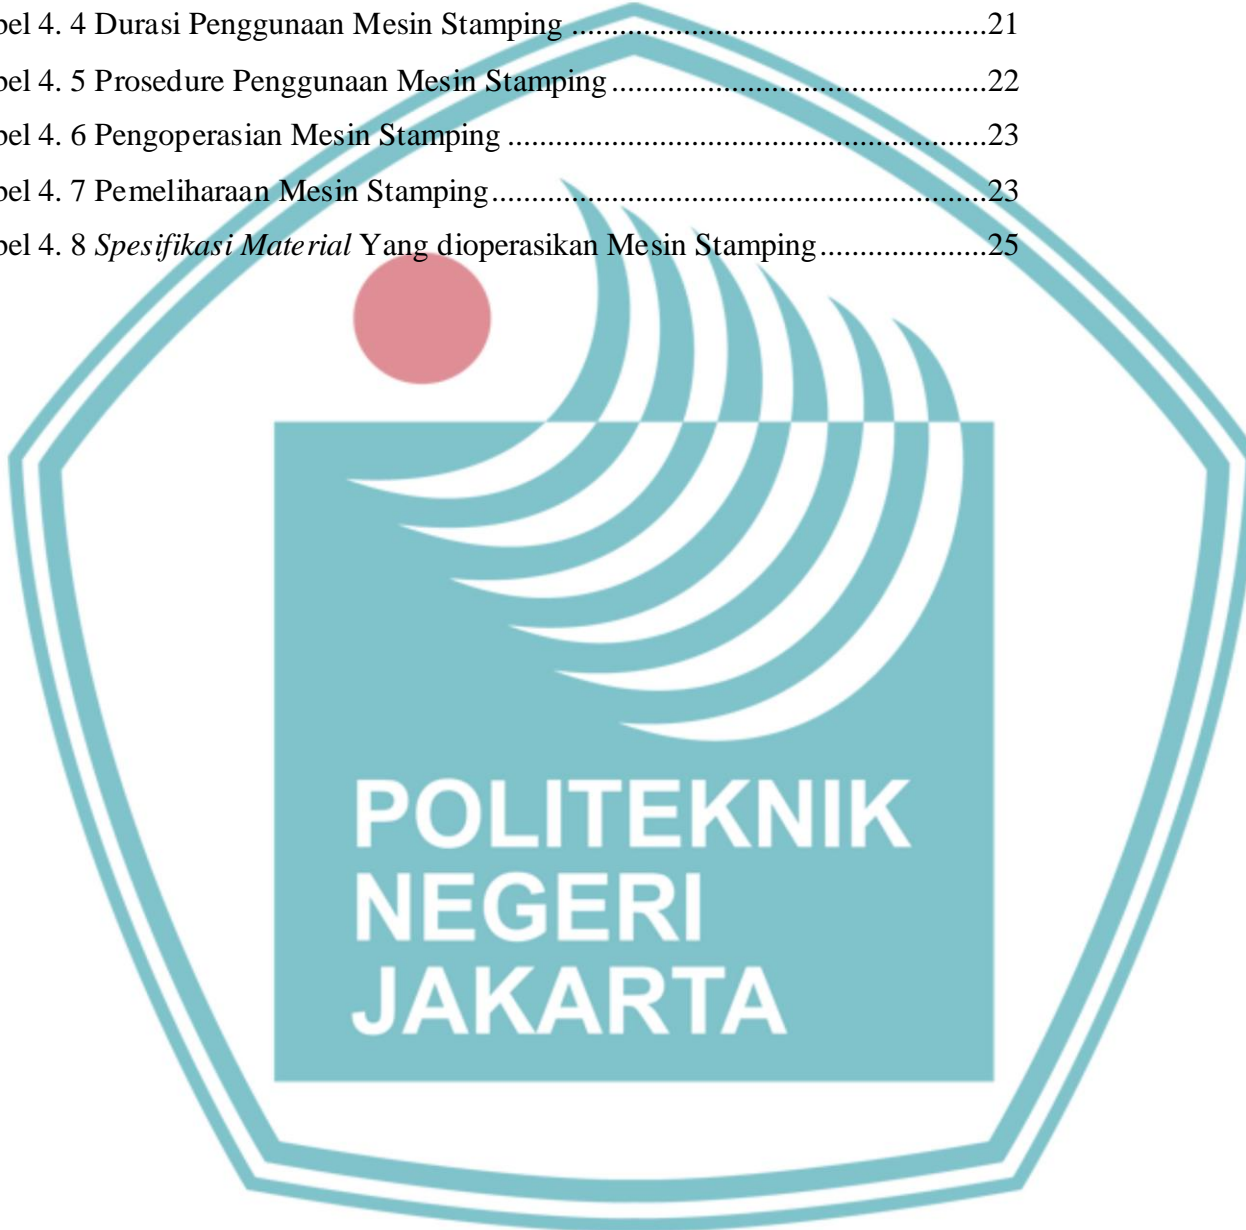 bel 4. 4 Durasi Penggunaan Mesin Stamping ..................................................21
bel 4. 5 Prosedure Penggunaan Mesin Stamping .............................................22
bel 4. 6 Pengoperasian Mesin Stamping ..........................................................23
bel 4. 7 Pemeliharaan Mesin Stamping............................................................23
bel 4. 8 Spesifikasi Material Yang dioperasikan Mesin Stamping.....................25
POLITEKNIK
NEGERI
JAKARTA